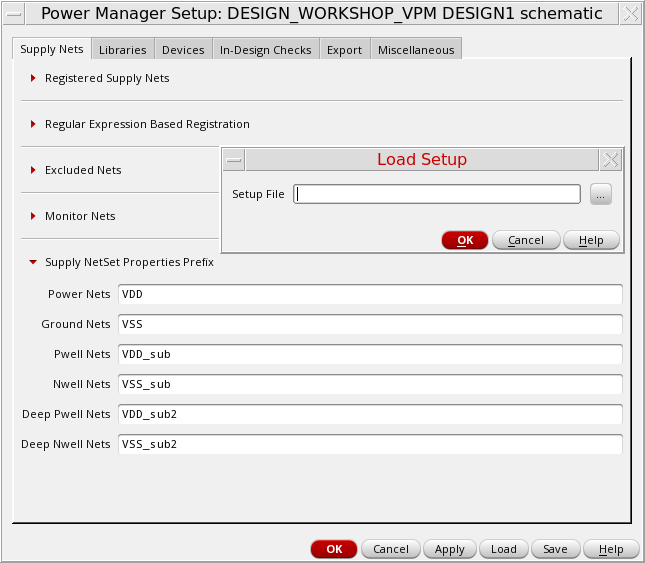 Power Manager Setup: DESIGN_WORKSHOP_VPM DESIGN1 schematic
Supply Nets Libraries Devices In-Design Checks Export Miscellaneous
Registered Supply Nets
Regular Expression Based Registration
Load Setup
Excluded Nets
Setup File ...
Monitor Nets
OK Cancel Help
Supply NetSet Properties Prefix
Power Nets VDD
Ground Nets VSS
Pwell Nets VDD_sub
Nwell Nets VSS_sub
Deep Pwell Nets VDD_sub2
Deep Nwell Nets VSS_sub2
OK Cancel Apply Load Save Help